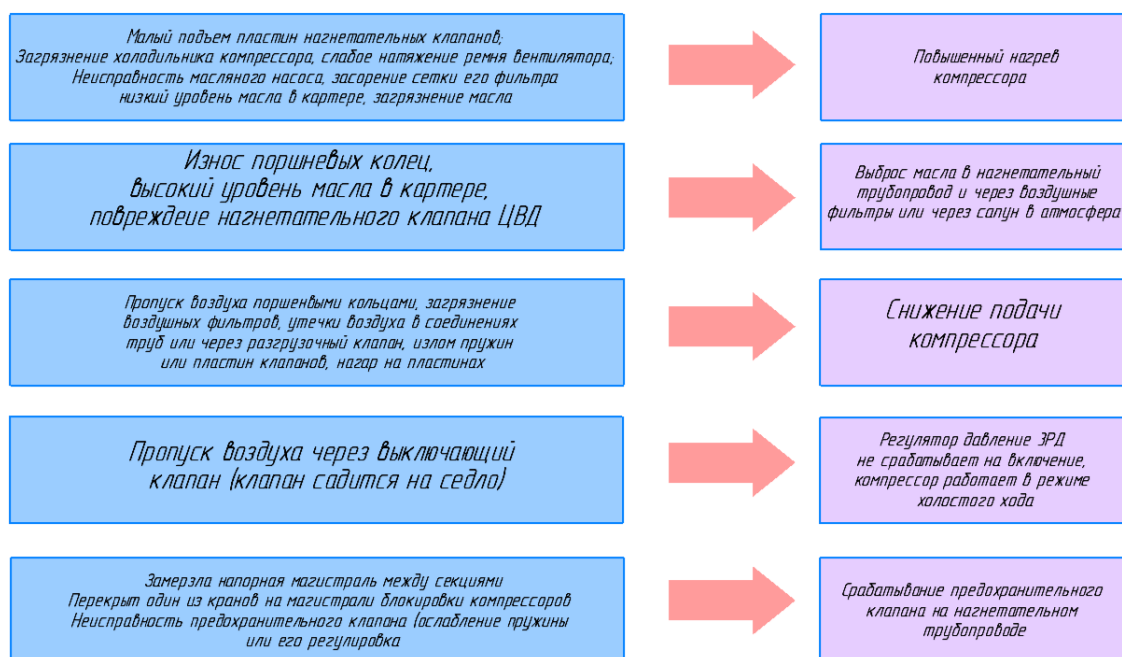 Малый подъем пластин нагнетательных клапанов;
Загрязнение холодильника компрессора, слабое натяжение ремня вентилятора;
Неисправность масляного насоса, засорение сетки его фильтра
низкий уровень масла в картере, загрязнение масла
Повышенный нагрев
компрессора
Износ поршневых колец,
высокий уровень масла в картере,
повреждеие нагнетательного клапана ЦВД
Выброс масла в нагнетательный
трубопровод и через воздушные
фильтры или через сапун в атмосфера
Пропуск воздуха поршенвыми кольцами, загрязнение
воздушных фильтров, утечки воздуха в соединениях
труб или через разгрузочный клапан, излом пружин
или пластин клапанов, нагар на пластинах
Снижение подачи
компрессора
Пропуск воздуха через выключающий
клапан (клапан садится на седло)
Регулятор давление ЗРД
не срабатывает на включение,
компрессор работает в режиме
холостого хода
Замерзла напорная магистраль между секциями
Перекрыт один из кранов на магистрали блокировки компрессоров
Неисправность предохранительного клапана (ослабление пружины
или его регулировка
Срабатывание предохранительного
клапана на нагнетательном
трубопроводе